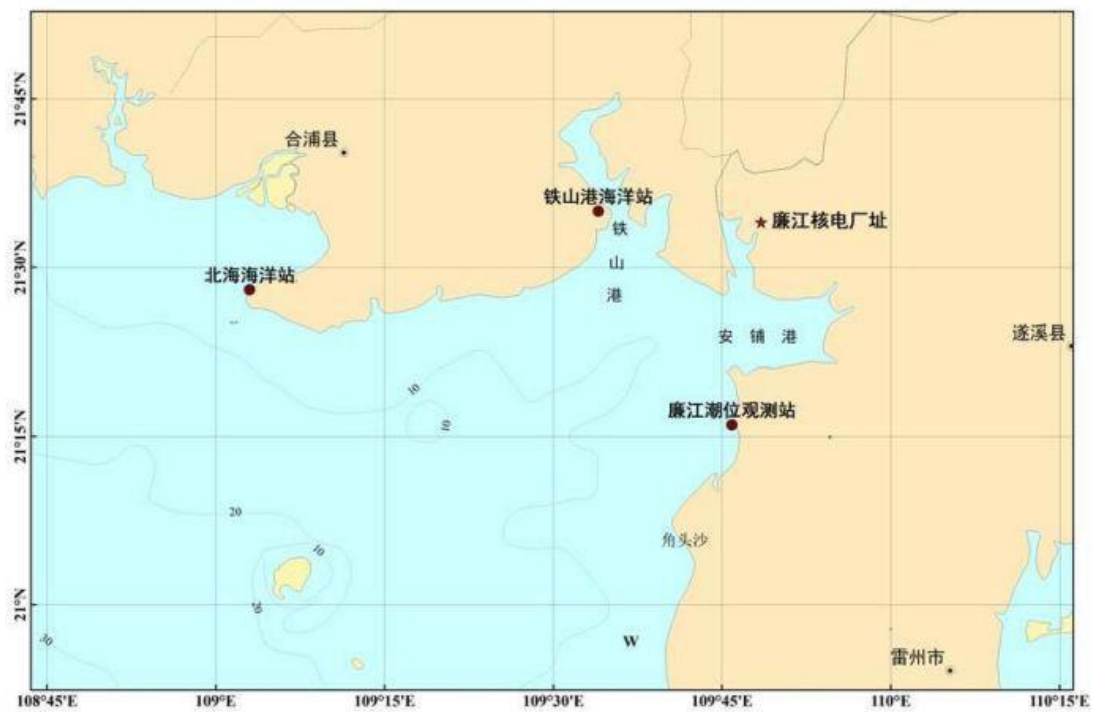 21°45'N
合浦县
铁山港海洋站
廉江核电厂址
铁
山
港
21°30'N
北海海洋站
安铺港
遂溪县
10
10
廉江潮位观测站
21°15'N
20
10
角头沙
20
21°N
30
W
雷州市
108°45'E
109°E
109°15'E
109°30'E
109°45'E
110°E
110°15'E